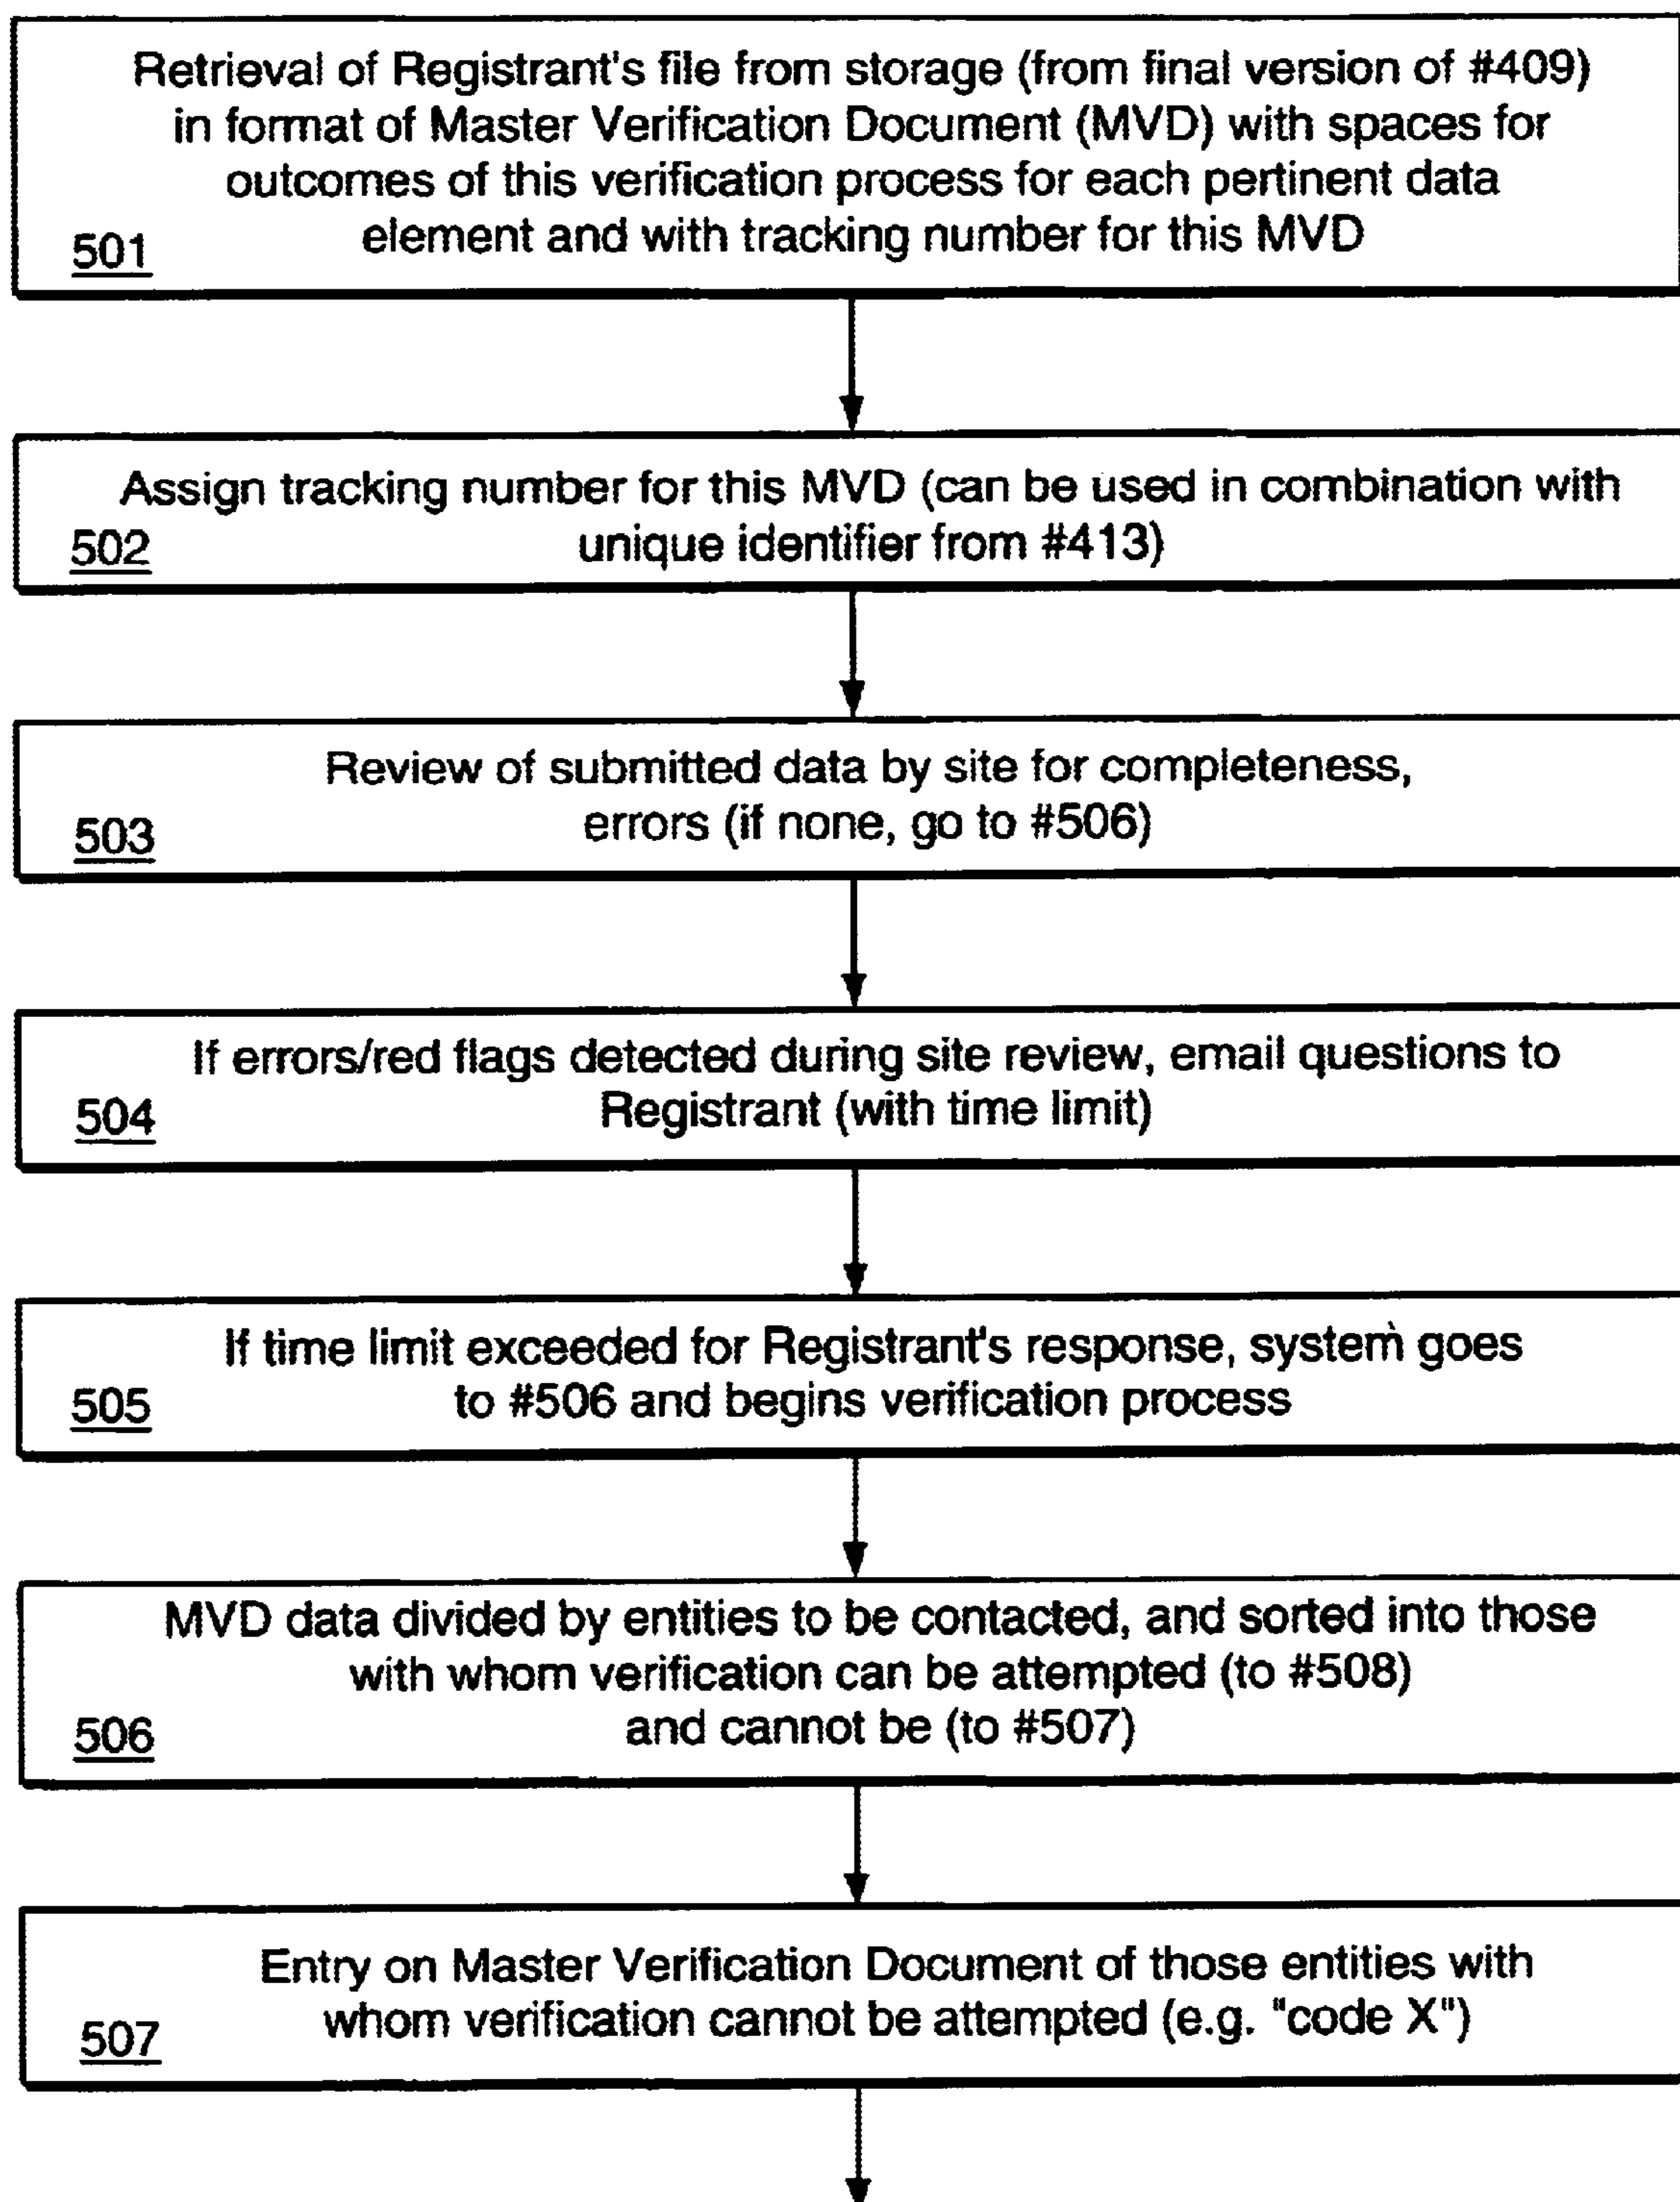 Retrieval of Registrant's file from storage (from final version of #409)
in format of Master Verification Document (MVD) with spaces for
outcomes of this verification process for each pertinent data
element and with tracking number for this MVD
501
Assign tracking number for this MVD (can be used in combination with
unique identifier from #413)
502
Review of submitted data by site for completeness,
errors (if none, go to #506)
503
If errors/red flags detected during site review, email questions to
Registrant (with time limit)
504
If time limit exceeded for Registrant's response, system goes
to #506 and begins verification process
505
MVD data divided by entities to be contacted, and sorted into those
with whom verification can be attempted (to #508)
and cannot be (to #507)
506
Entry on Master Verification Document of those entities with
whom verification cannot be attempted (e.g. "code X")
507